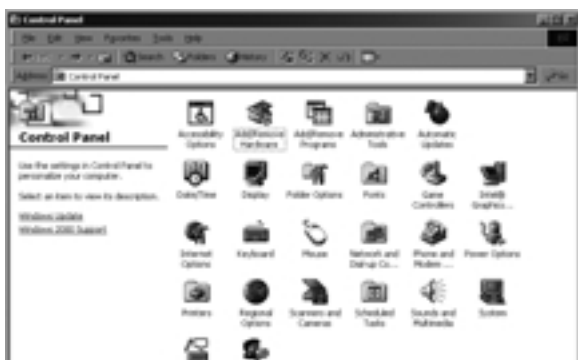 Control Panel
File Edit View Favorites Tools Help
Search Folders History
Address Control Panel Go
Control Panel
Use the settings in Control Panel to
personalize your computer.
Select an item to view its description.
Windows Update
Windows 2000 Support
Accessibility Options
Add/Remove Hardware
Add/Remove Programs
Administrative Tools
Automatic Updates
Date/Time
Display
Folder Options
Fonts
Game Controllers
Intel® Graphics...
Internet Options
Keyboard
Mouse
Network and Dial-up Co...
Phone and Modem ...
Power Options
Printers
Regional Options
Scanners and Cameras
Scheduled Tasks
Sounds and Multimedia
System